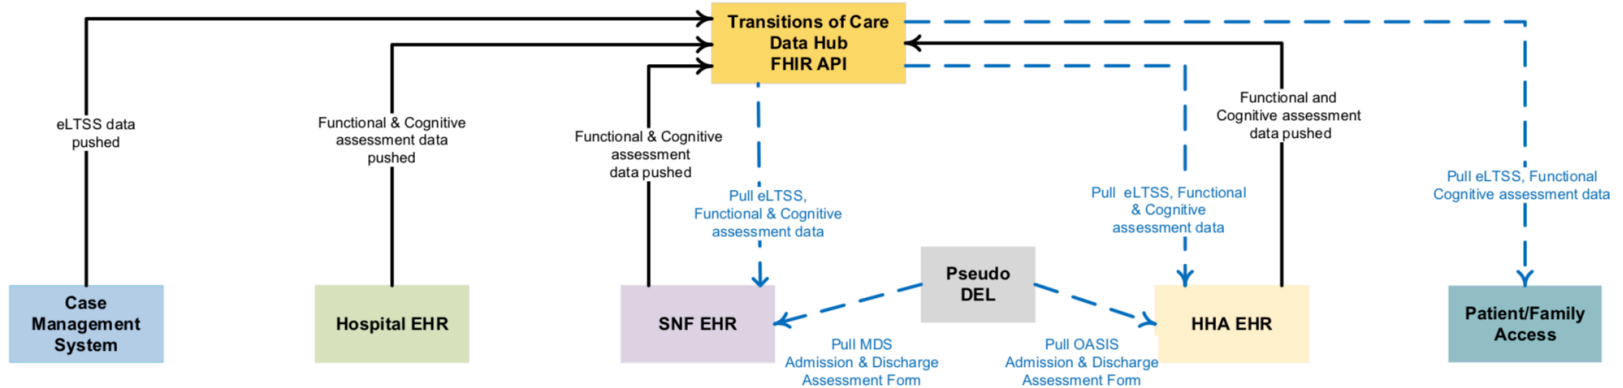 Transitions of Care
Data Hub
FHIR API
eLTSS data
pushed
Functional & Cognitive
assessment data
pushed
Functional & Cognitive
assessment
data pushed
Pull eLTSS,
Functional & Cognitive
assessment data
Pull eLTSS, Functional
& Cognitive
assessment data
Functional and
Cognitive assessment
data pushed
Pull eLTSS, Functional
Cognitive assessment data
Case
Management
System
Hospital EHR
SNF EHR
Pseudo
DEL
HHA EHR
Patient/Family
Access
Pull MDS
Admission & Discharge
Assessment Form
Pull OASIS
Admission & Discharge
Assessment Form